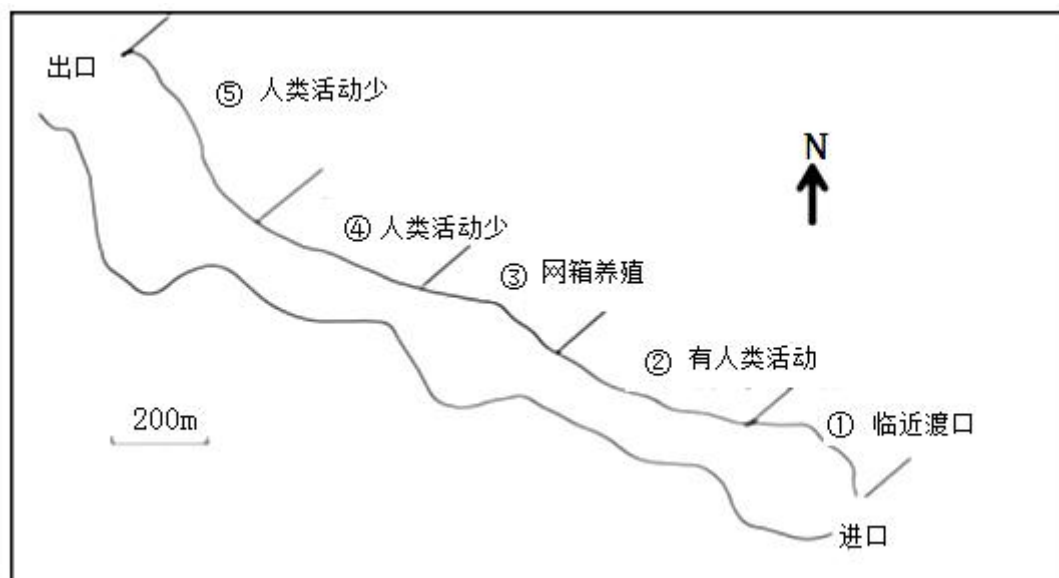 出口
⑤ 人类活动少
N
④ 人类活动少
③ 网箱养殖
② 有人类活动
200m
① 临近渡口
进口